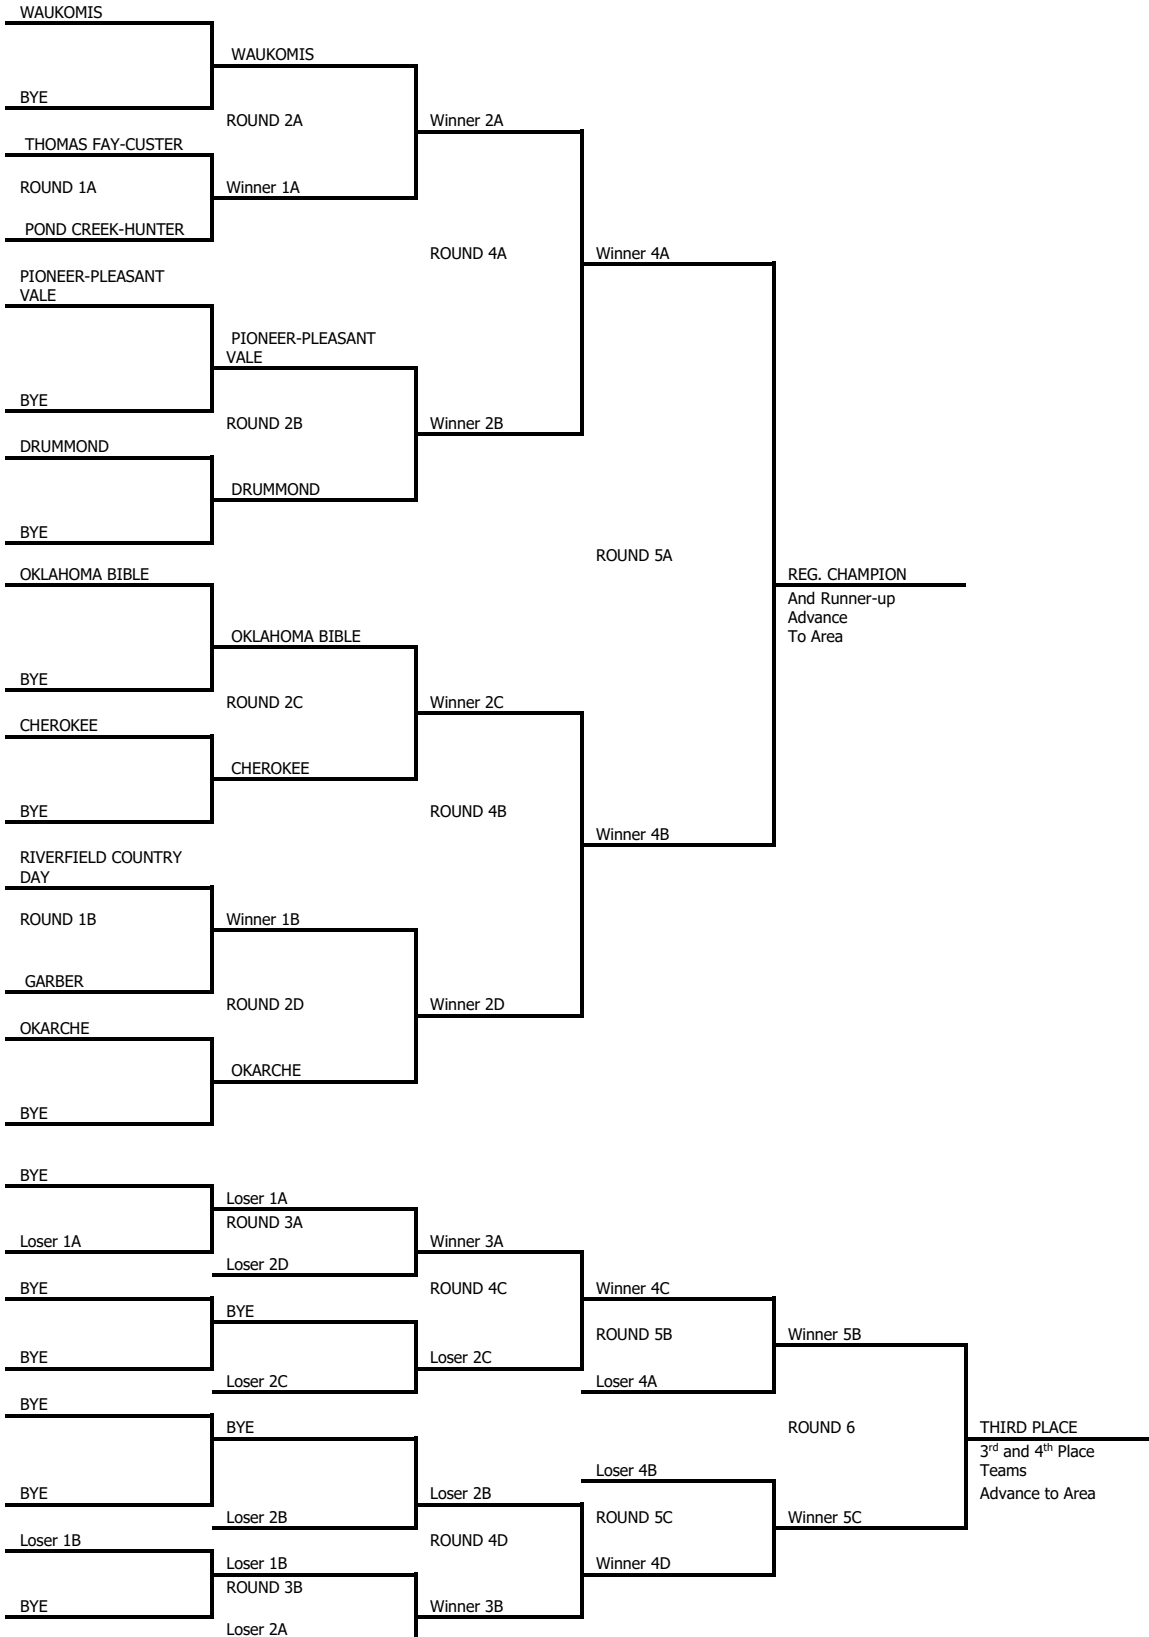 WAUKOMIS
WAUKOMIS
BYE
ROUND 2A
Winner 2A
THOMAS FAY-CUSTER
ROUND 1A
Winner 1A
POND CREEK-HUNTER
ROUND 4A
Winner 4A
PIONEER-PLEASANT
VALE
PIONEER-PLEASANT
VALE
BYE
ROUND 2B
Winner 2B
DRUMMOND
DRUMMOND
BYE
ROUND 5A
OKLAHOMA BIBLE
REG. CHAMPION
And Runner-up
Advance
To Area
OKLAHOMA BIBLE
BYE
ROUND 2C
Winner 2C
CHEROKEE
CHEROKEE
BYE
ROUND 4B
Winner 4B
RIVERFIELD COUNTRY
DAY
ROUND 1B
Winner 1B
GARBER
ROUND 2D
Winner 2D
OKARCHE
OKARCHE
BYE
BYE
Loser 1A
ROUND 3A
Loser 1A
Winner 3A
Loser 2D
BYE
ROUND 4C
Winner 4C
BYE
ROUND 5B
Winner 5B
BYE
Loser 2C
Loser 2C
Loser 4A
BYE
BYE
ROUND 6
THIRD PLACE
3rd and 4th Place
Teams
Advance to Area
Loser 4B
BYE
Loser 2B
Loser 2B
ROUND 5C
Winner 5C
Loser 1B
ROUND 4D
Loser 1B
Winner 4D
ROUND 3B
BYE
Winner 3B
Loser 2A